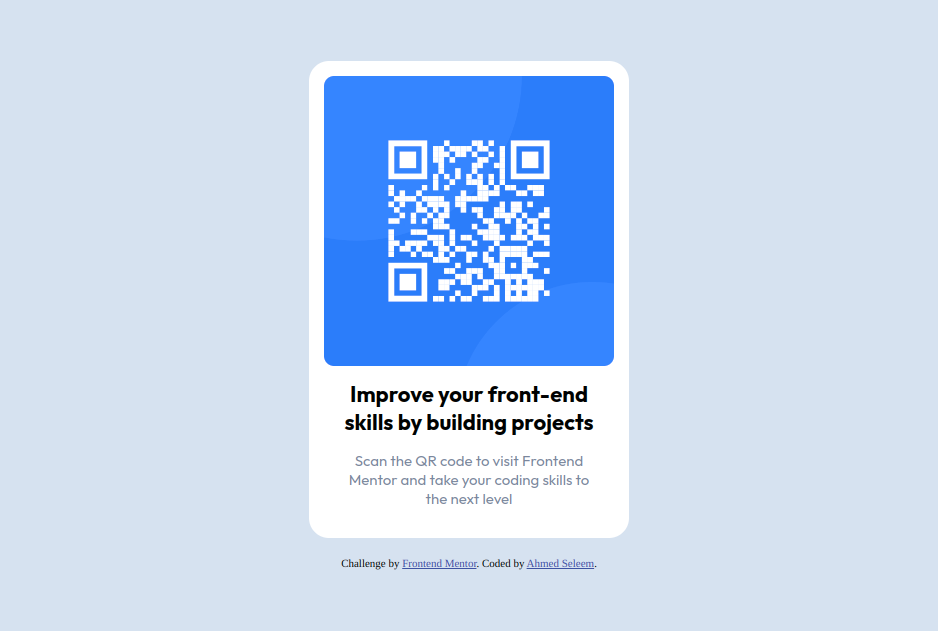 Improve your front-end
skills by building projects
Scan the QR code to visit Frontend
Mentor and take your coding skills to
the next level
Challenge by Frontend Mentor. Coded by Ahmed Seleem.